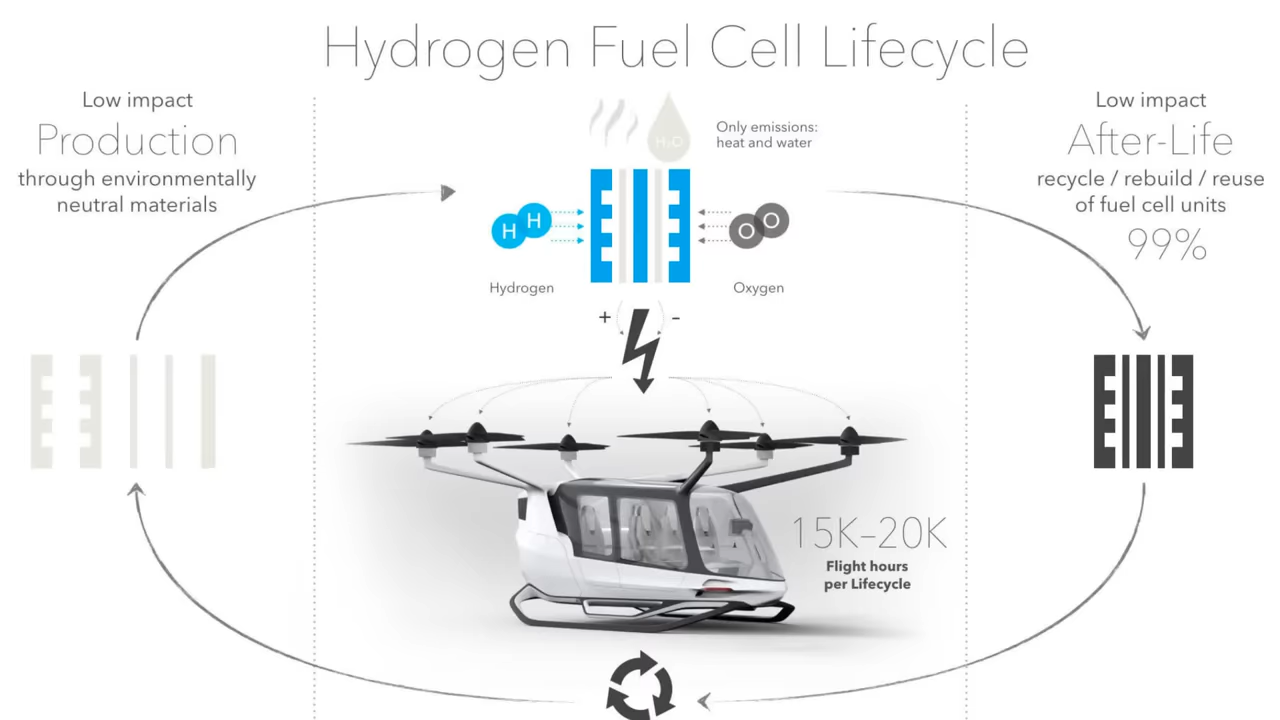 Hydrogen Fuel Cell Lifecycle
Low impact
Production
through environmentally
neutral materials
H₂O
Only emissions:
heat and water
H H
O O
Hydrogen
Oxygen
+ -
15K–20K
Flight hours
per Lifecycle
Low impact
After-Life
recycle / rebuild / reuse
of fuel cell units
99%